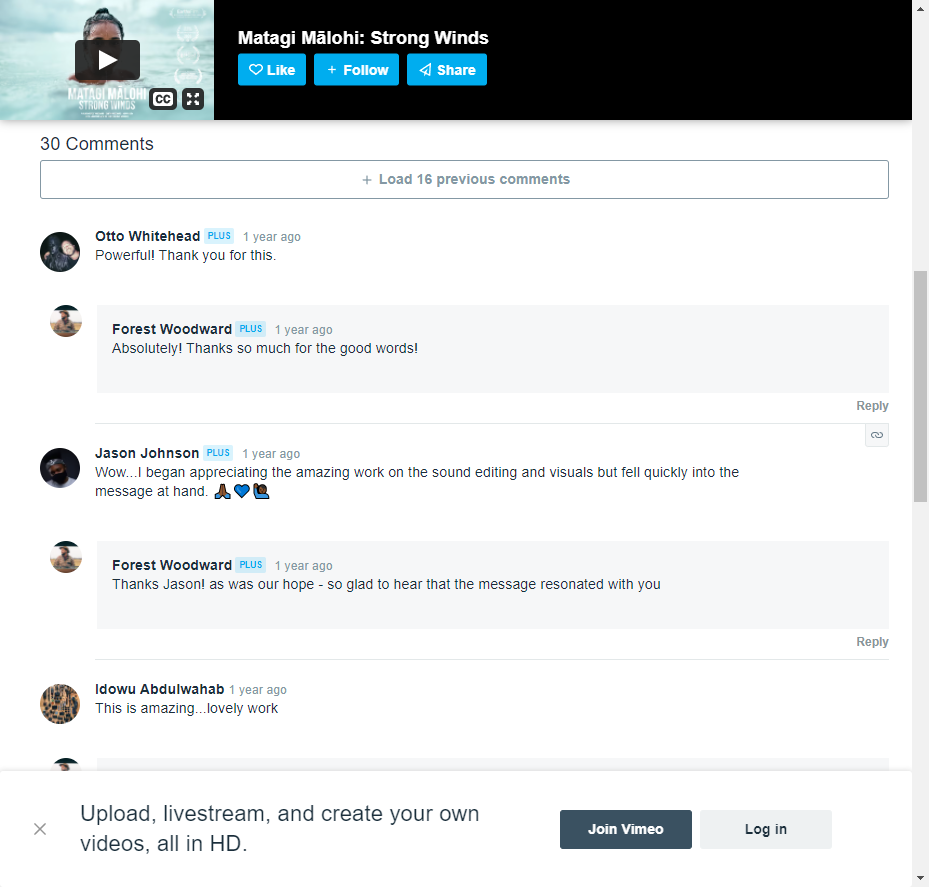 MATAGI MĀLOHI
STRONG WINDS
CC
Matagi Mālohi: Strong Winds
Like
+ Follow
Share
30 Comments
+ Load 16 previous comments
Otto Whitehead PLUS 1 year ago
Powerful! Thank you for this.
Forest Woodward PLUS 1 year ago
Absolutely! Thanks so much for the good words!
Reply
Jason Johnson PLUS 1 year ago
Wow...I began appreciating the amazing work on the sound editing and visuals but fell quickly into the
message at hand. 🙏🏾💙🙋🏿
Forest Woodward PLUS 1 year ago
Thanks Jason! as was our hope - so glad to hear that the message resonated with you
Reply
Idowu Abdulwahab 1 year ago
This is amazing...lovely work
Upload, livestream, and create your own
videos, all in HD.
Join Vimeo
Log in